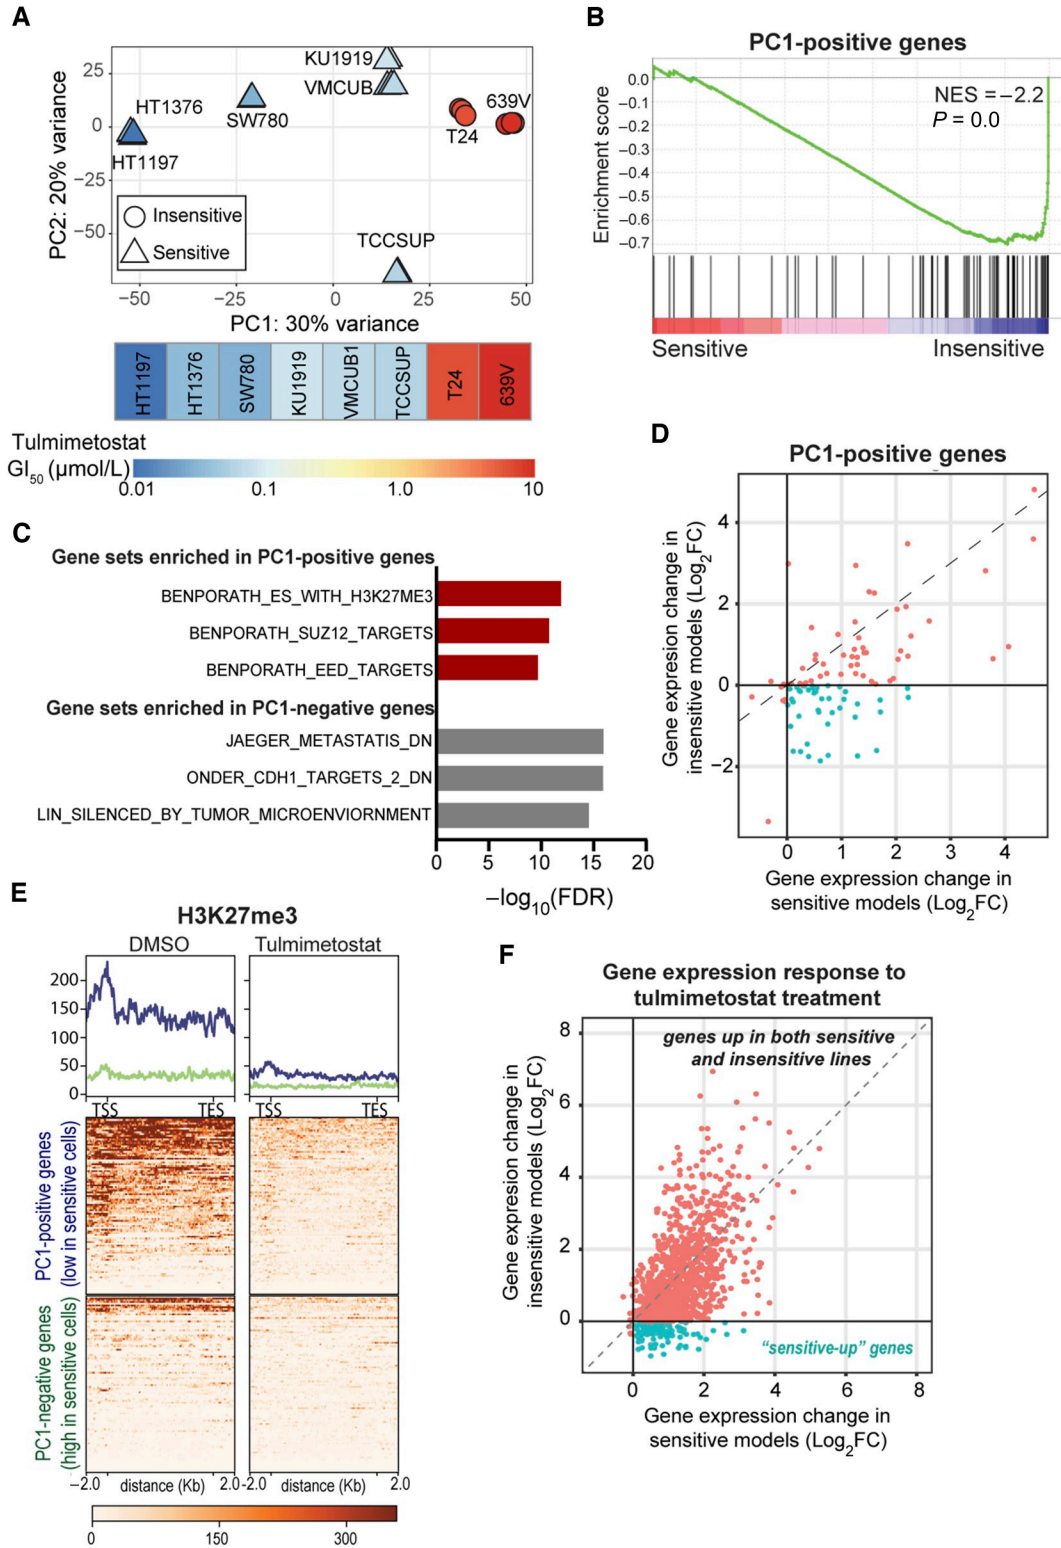 A
PC2: 20% variance
25
0
−25
−50
KU1919
VMCUB
HT1376
SW780
HT1197
639V
T24
TCCSUP
Insensitive
Sensitive
−50
−25
0
25
50
PC1: 30% variance
HT1197
HT1376
SW780
KU1919
VMCUB1
TCCSUP
T24
639V
Tulmimetostat
GI50 (µmol/L)
0.01
0.1
1.0
10
B
PC1-positive genes
Enrichment score
0.0
−0.1
−0.2
−0.3
−0.4
−0.5
−0.6
−0.7
NES = −2.2
P = 0.0
Sensitive
Insensitive
C
Gene sets enriched in PC1-positive genes
BENPORATH_ES_WITH_H3K27ME3
BENPORATH_SUZ12_TARGETS
BENPORATH_EED_TARGETS
Gene sets enriched in PC1-negative genes
JAEGER_METASTATIS_DN
ONDER_CDH1_TARGETS_2_DN
LIN_SILENCED_BY_TUMOR_MICROENVIORNMENT
0
5
10
15
20
−log10(FDR)
D
PC1-positive genes
Gene expression change in
insensitive models (Log2FC)
4
2
0
−2
0
1
2
3
4
Gene expression change in
sensitive models (Log2FC)
E
H3K27me3
DMSO
Tulmimetostat
200
150
100
50
0
TSS
TES
TSS
TES
PC1-positive genes
(low in sensitive cells)
PC1-negative genes
(high in sensitive cells)
−2.0
distance (Kb)
2.0
-2.0
distance (Kb)
2.0
0
150
300
F
Gene expression response to
tulmimetostat treatment
Gene expression change in
insensitive models (Log2FC)
8
6
4
2
0
genes up in both sensitive
and insensitive lines
“sensitive-up” genes
0
2
4
6
8
Gene expression change in
sensitive models (Log2FC)